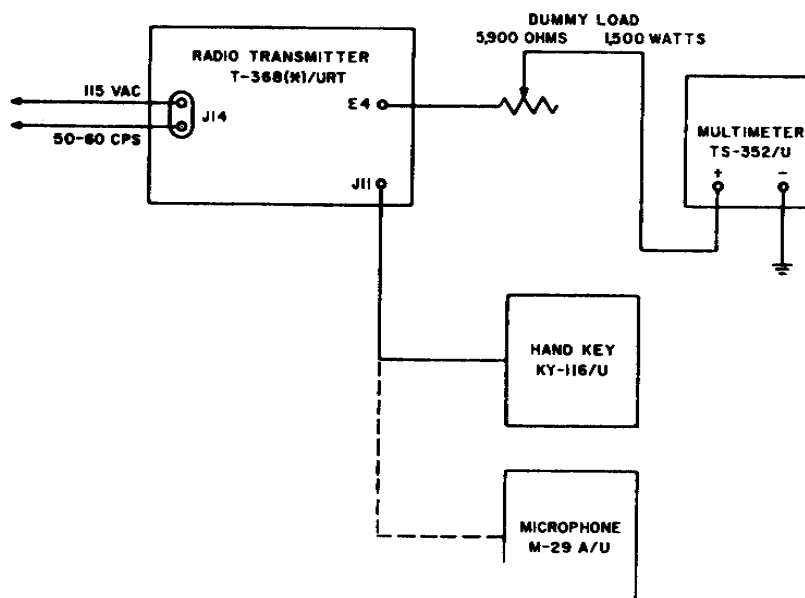 DUMMY LOAD
5,900 OHMS 1,500 WATTS
RADIO TRANSMITTER
T-368(*)/URT
115 VAC
J14
50-60 CPS
E4
J11
MULTIMETER
TS-352/U
+ -
HAND KEY
KY-116/U
MICROPHONE
M-29 A/U